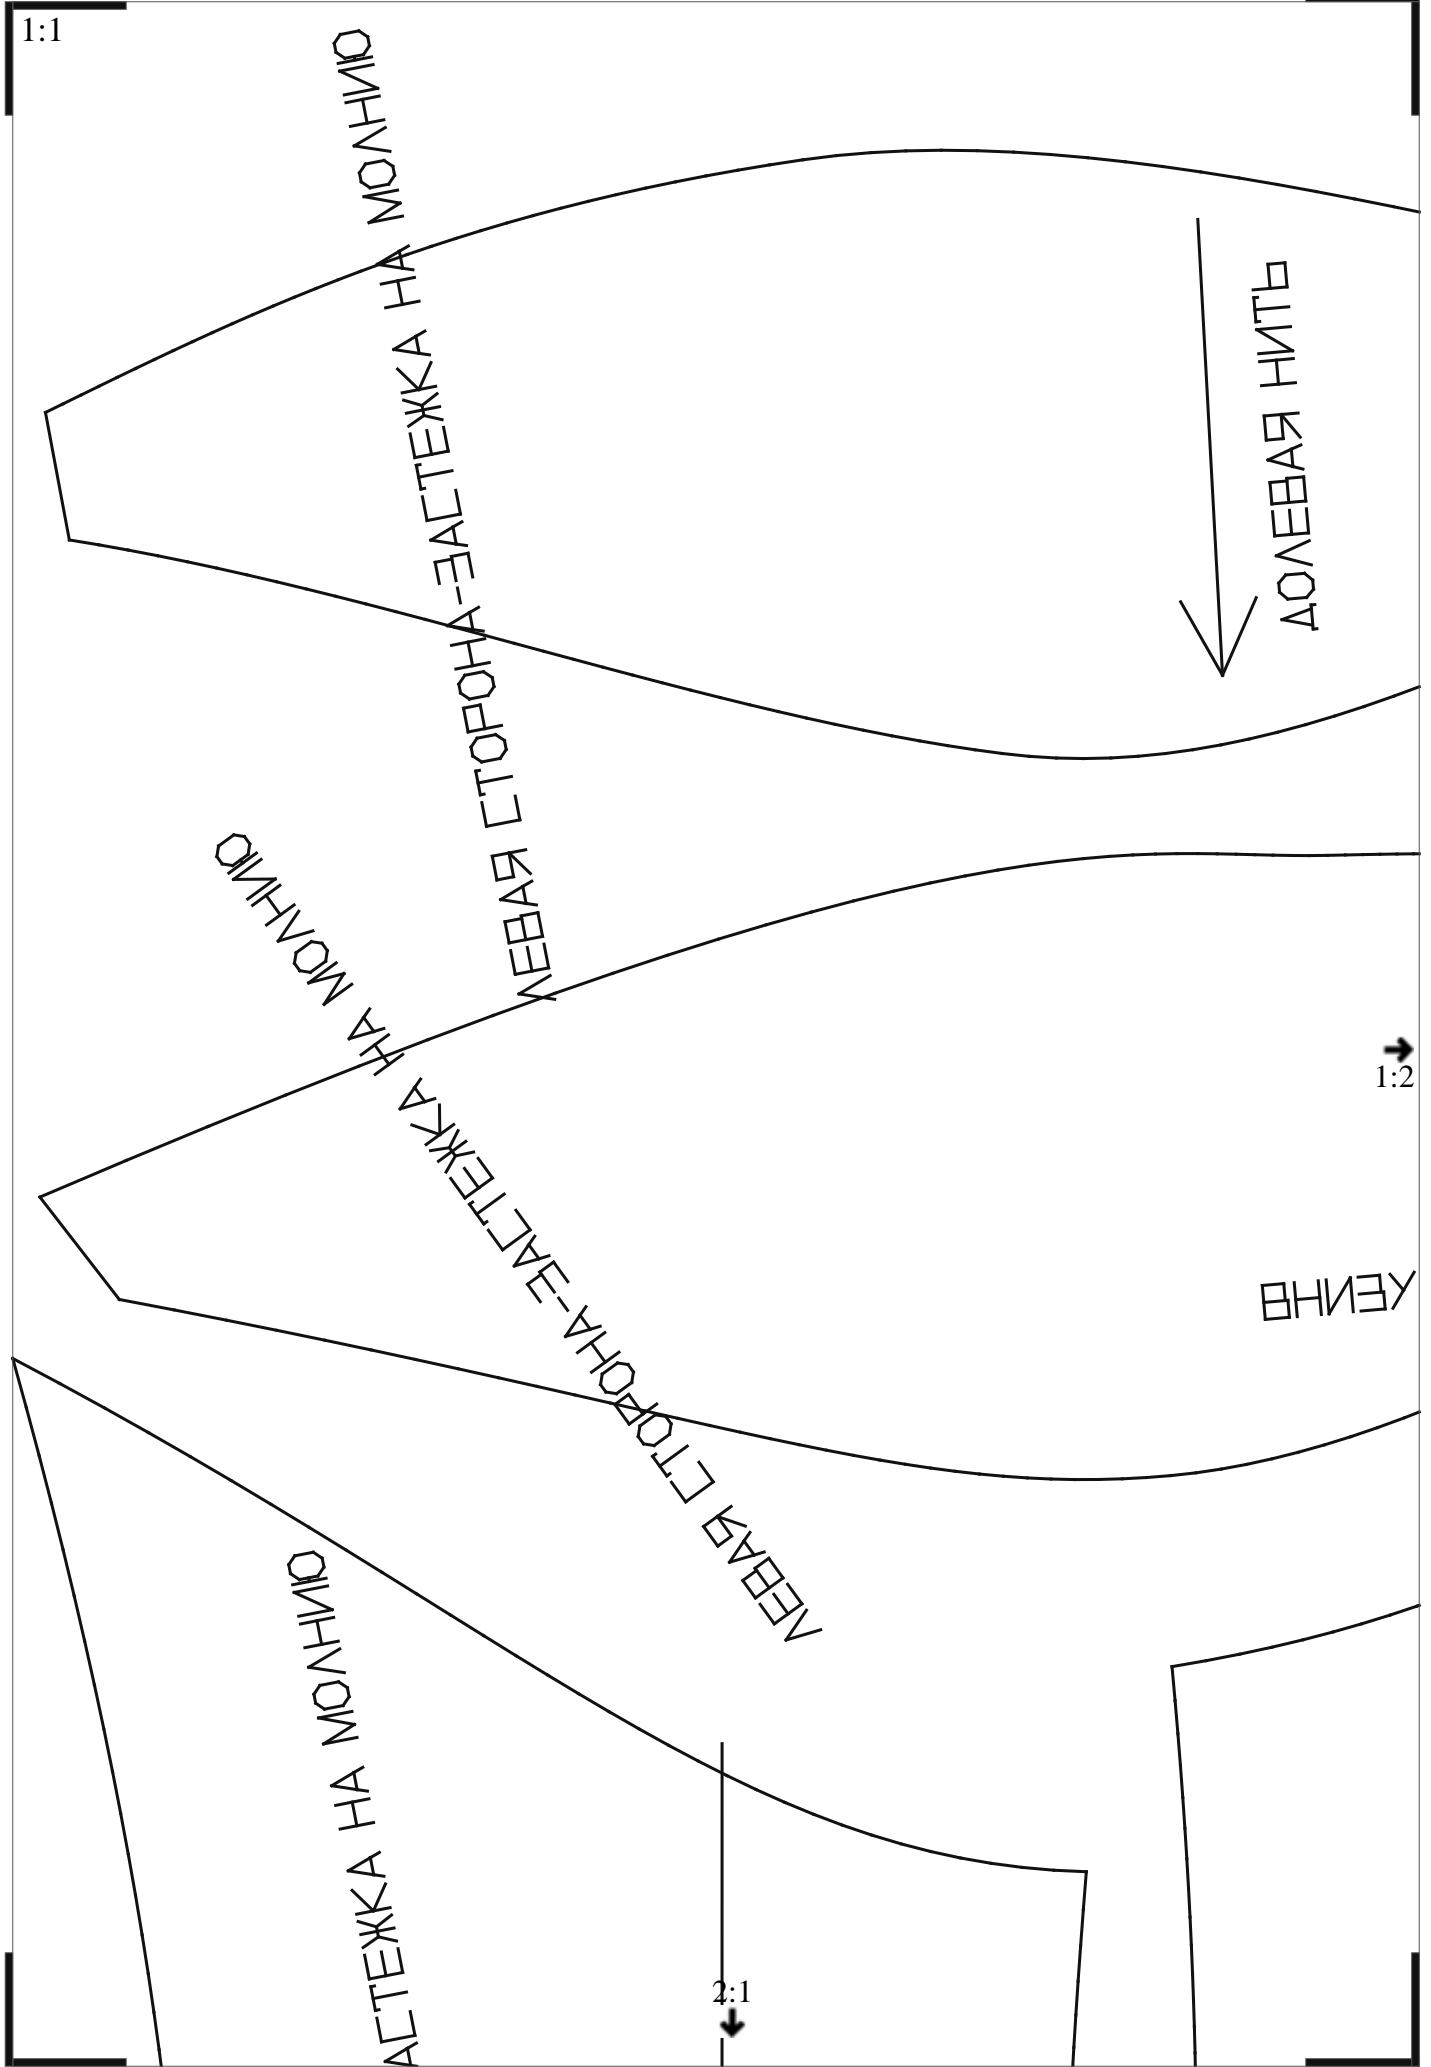 1:1
ЛЕВАЯ СТОРОНА-ЗАСТЕЖКА НА МОЛНИЮ
ДОЛЕВАЯ НИТЬ
ЛЕВАЯ СТОРОНА-ЗАСТЕЖКА НА МОЛНИЮ
1:2
ВНИЗУ
АСТЕЖКА НА МОЛНИЮ
2:1